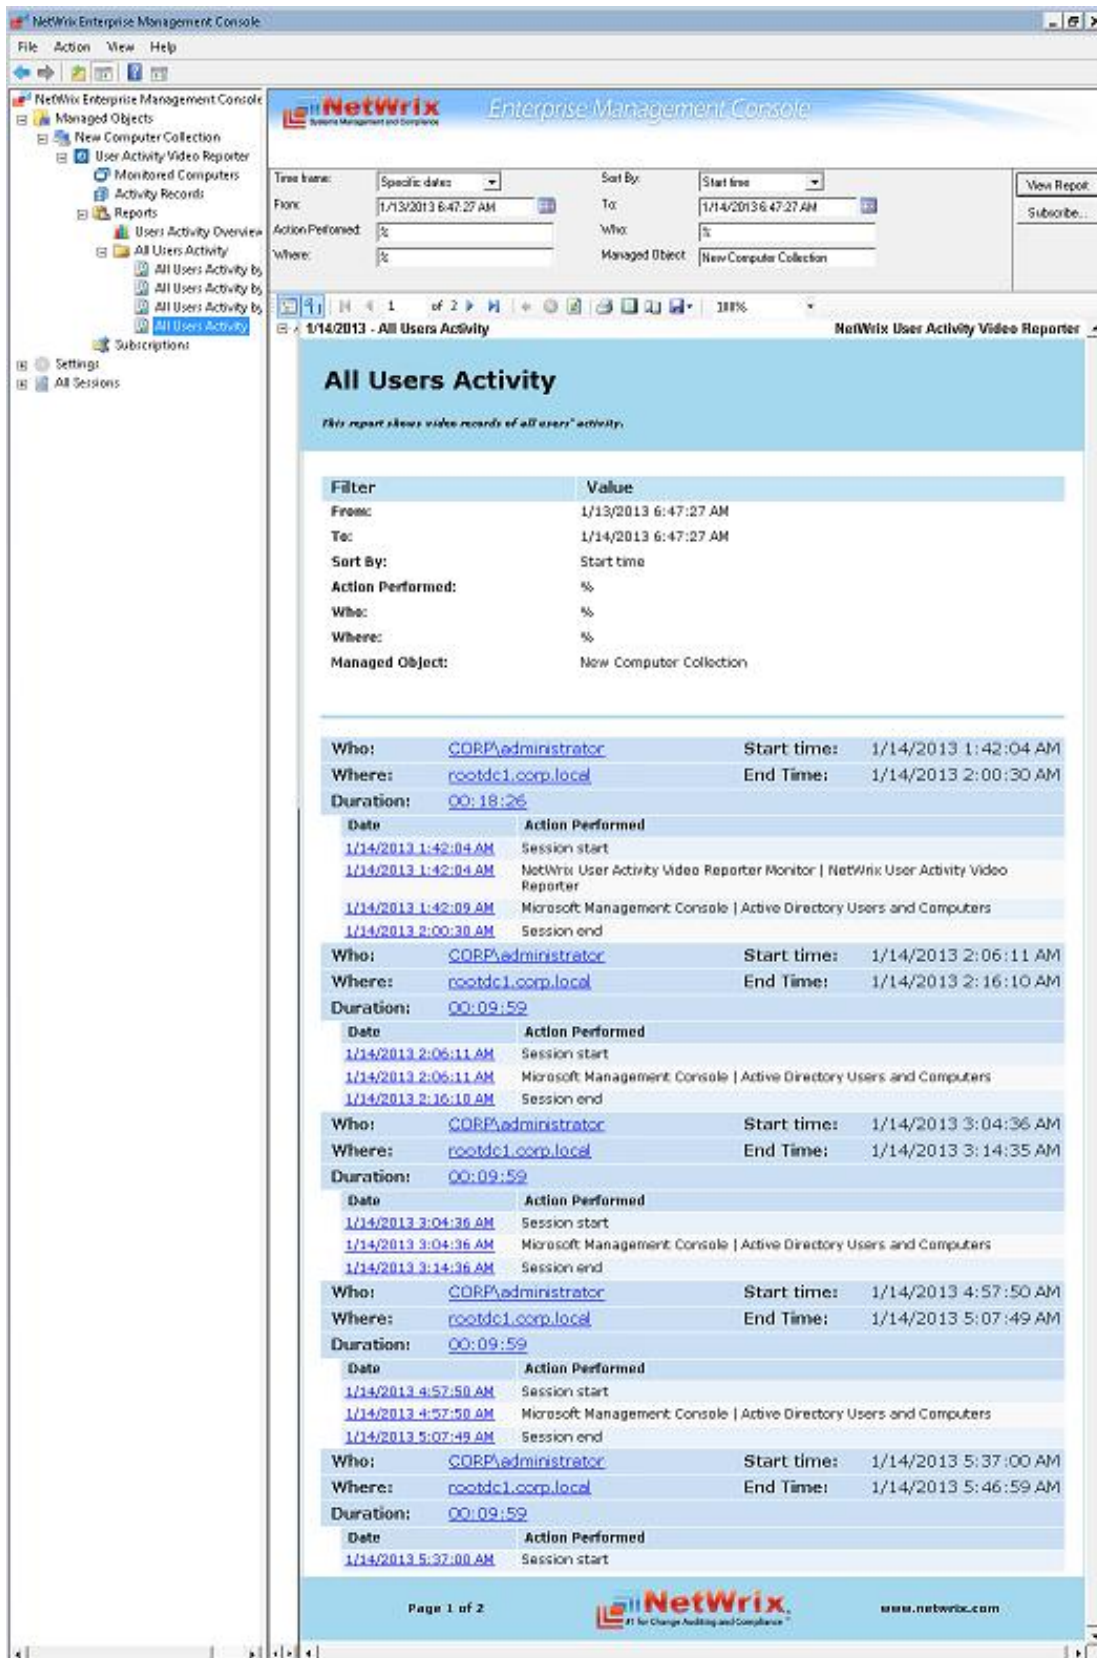 NetWrix Enterprise Management Console
File Action View Help
NetWrix Enterprise Management Console
Managed Objects
New Computer Collection
User Activity Video Reporter
Monitored Computers
Activity Records
Reports
Users Activity Overview
All Users Activity
All Users Activity by
All Users Activity by
All Users Activity by
All Users Activity
Subscriptions
Settings
All Sessions
NetWrix Enterprise Management Console
Systems Management and Compliance
Time frame: Specific dates Sort By: Start time View Report
From: 1/13/2013 6:47:27 AM To: 1/14/2013 6:47:27 AM Subscribe...
Action Performed: % Who: %
Where: % Managed Object: New Computer Collection
1 of 2 100%
1/14/2013 - All Users Activity NetWrix User Activity Video Reporter
All Users Activity
This report shows video records of all users' activity.
Filter Value
From: 1/13/2013 6:47:27 AM
To: 1/14/2013 6:47:27 AM
Sort By: Start time
Action Performed: %
Who: %
Where: %
Managed Object: New Computer Collection
Who: CORP\administrator Start time: 1/14/2013 1:42:04 AM
Where: rootdc1.corp.local End Time: 1/14/2013 2:00:30 AM
Duration: 00:18:26
Date Action Performed
1/14/2013 1:42:04 AM Session start
1/14/2013 1:42:04 AM NetWrix User Activity Video Reporter Monitor | NetWrix User Activity Video
Reporter
1/14/2013 1:42:09 AM Microsoft Management Console | Active Directory Users and Computers
1/14/2013 2:00:30 AM Session end
Who: CORP\administrator Start time: 1/14/2013 2:06:11 AM
Where: rootdc1.corp.local End Time: 1/14/2013 2:16:10 AM
Duration: 00:09:59
Date Action Performed
1/14/2013 2:06:11 AM Session start
1/14/2013 2:06:11 AM Microsoft Management Console | Active Directory Users and Computers
1/14/2013 2:16:10 AM Session end
Who: CORP\administrator Start time: 1/14/2013 3:04:36 AM
Where: rootdc1.corp.local End Time: 1/14/2013 3:14:35 AM
Duration: 00:09:59
Date Action Performed
1/14/2013 3:04:36 AM Session start
1/14/2013 3:04:36 AM Microsoft Management Console | Active Directory Users and Computers
1/14/2013 3:14:36 AM Session end
Who: CORP\administrator Start time: 1/14/2013 4:57:50 AM
Where: rootdc1.corp.local End Time: 1/14/2013 5:07:49 AM
Duration: 00:09:59
Date Action Performed
1/14/2013 4:57:50 AM Session start
1/14/2013 4:57:50 AM Microsoft Management Console | Active Directory Users and Computers
1/14/2013 5:07:49 AM Session end
Who: CORP\administrator Start time: 1/14/2013 5:37:00 AM
Where: rootdc1.corp.local End Time: 1/14/2013 5:46:59 AM
Duration: 00:09:59
Date Action Performed
1/14/2013 5:37:00 AM Session start
Page 1 of 2 NetWrix www.netwrix.com
#1 for Change Auditing and Compliance